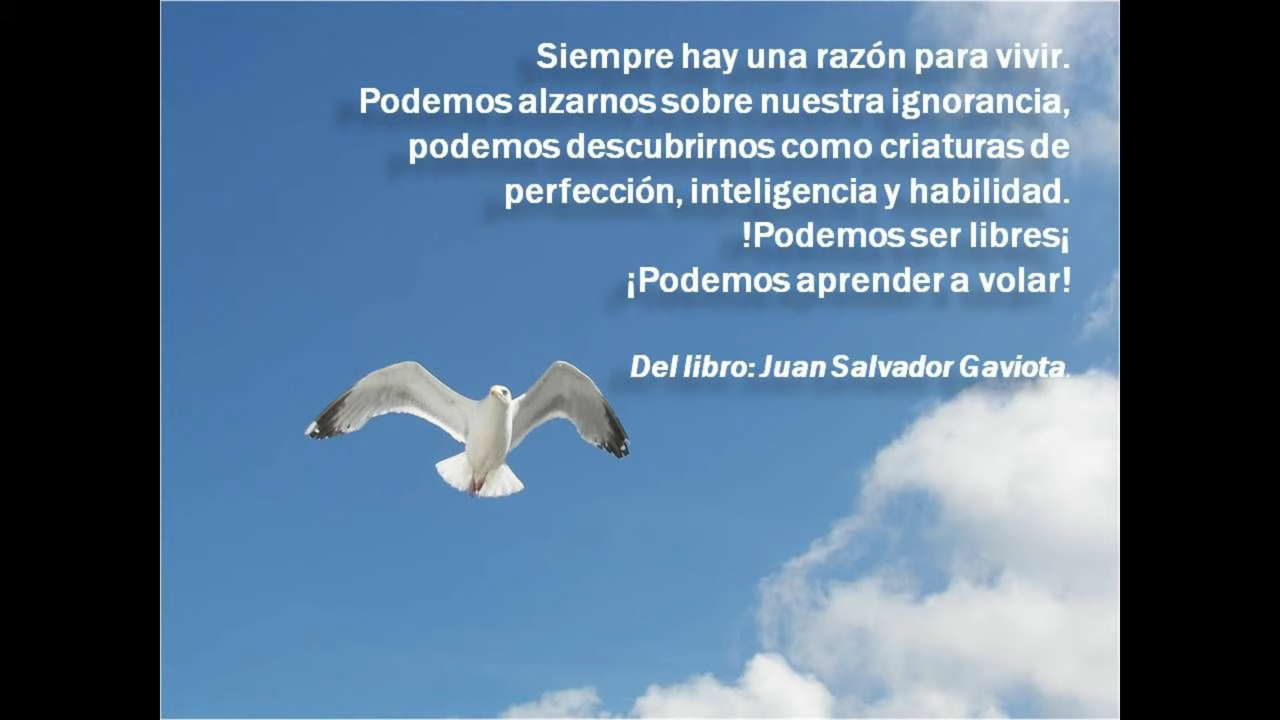 Siempre hay una razón para vivir.
Podemos alzarnos sobre nuestra ignorancia,
podemos descubrirnos como criaturas de
perfección, inteligencia y habilidad.
!Podemos ser libres¡
¡Podemos aprender a volar!
Del libro: Juan Salvador Gaviota.